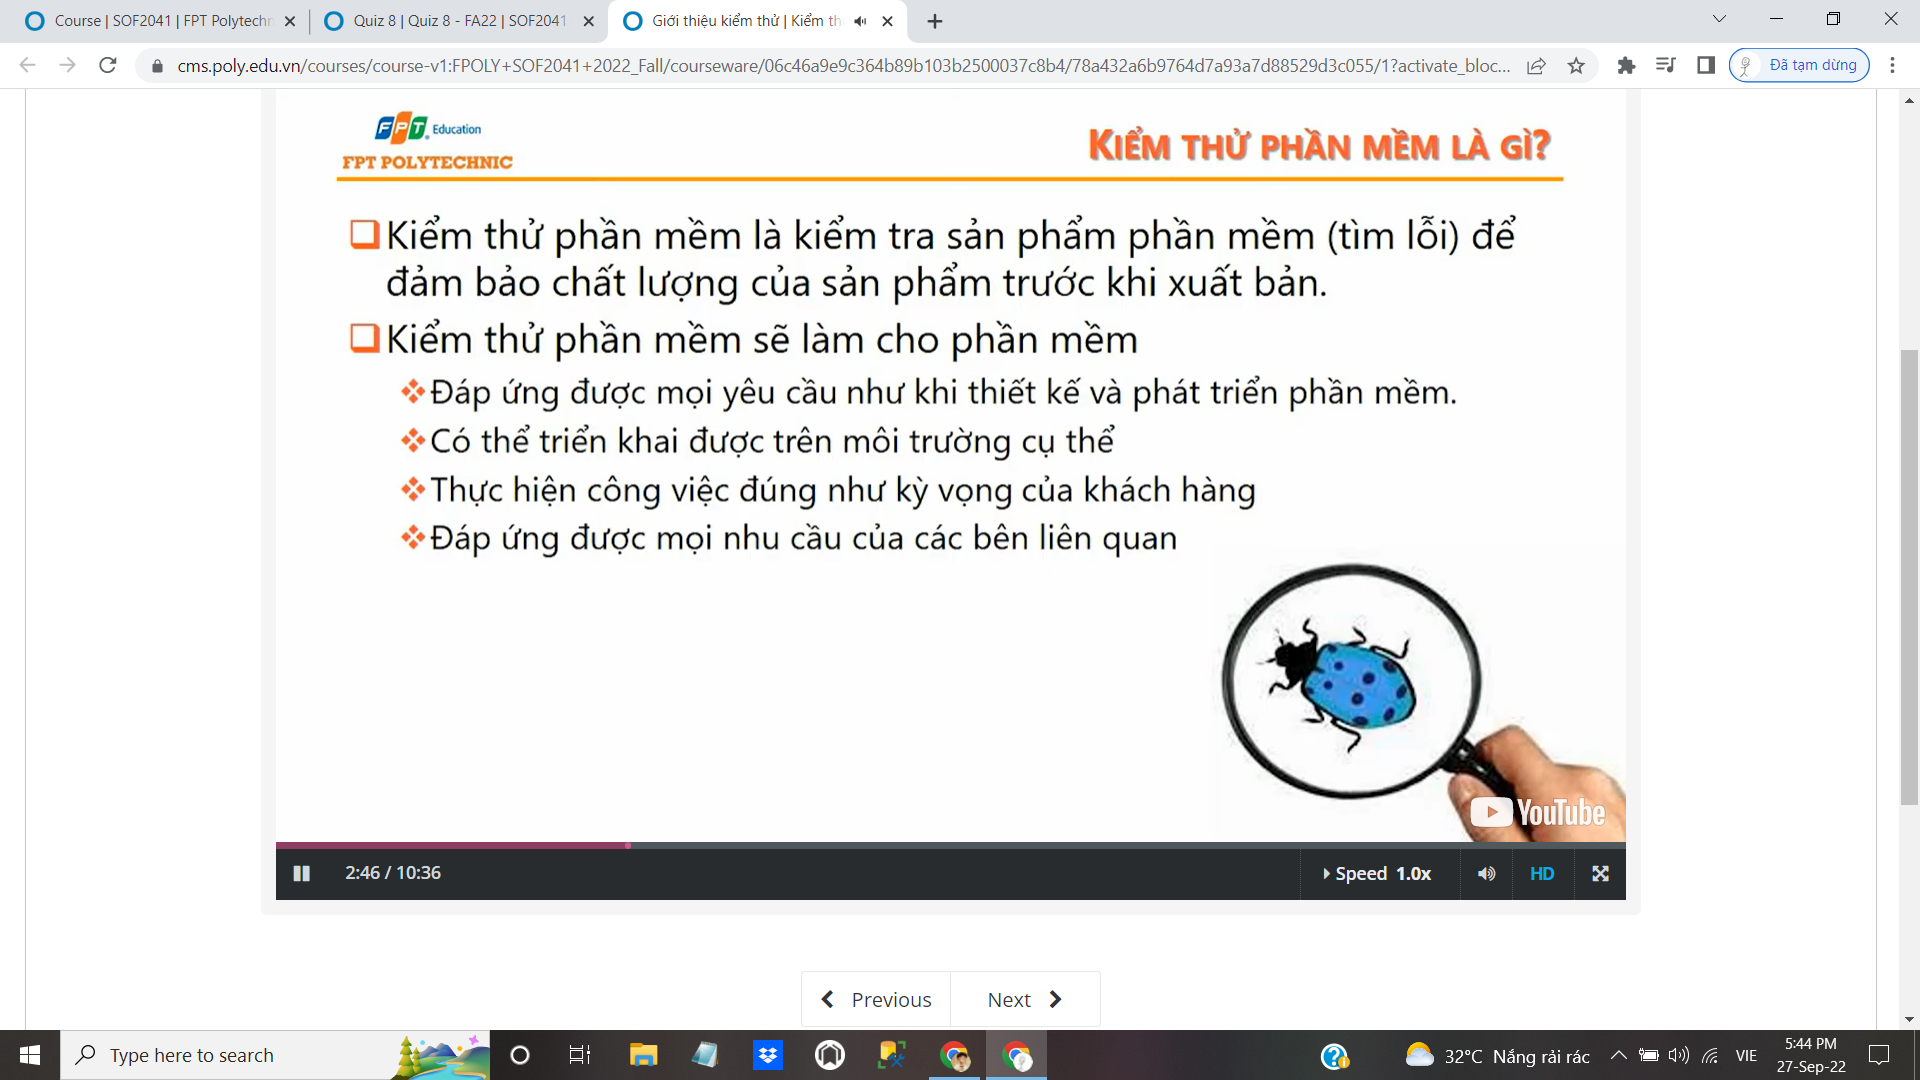 Course | SOF2041 | FPT Polytechn
Quiz 8 | Quiz 8 - FA22 | SOF2041
Giới thiệu kiểm thử | Kiểm th
cms.poly.edu.vn/courses/course-v1:FPOLY+SOF2041+2022_Fall/courseware/06c46a9e9c364b89b103b2500037c8b4/78a432a6b9764d7a93a7d88529d3c055/1?activate_bloc...
Đã tạm dừng
FPT Education
FPT POLYTECHNIC
KIỂM THỬ PHẦN MỀM LÀ GÌ?
Kiểm thử phần mềm là kiểm tra sản phẩm phần mềm (tìm lỗi) để
đảm bảo chất lượng của sản phẩm trước khi xuất bản.
Kiểm thử phần mềm sẽ làm cho phần mềm
Đáp ứng được mọi yêu cầu như khi thiết kế và phát triển phần mềm.
Có thể triển khai được trên môi trường cụ thể
Thực hiện công việc đúng như kỳ vọng của khách hàng
Đáp ứng được mọi nhu cầu của các bên liên quan
YouTube
2:46 / 10:36
Speed 1.0x
HD
Previous
Next
Type here to search
32°C Nắng rải rác
VIE
5:44 PM
27-Sep-22